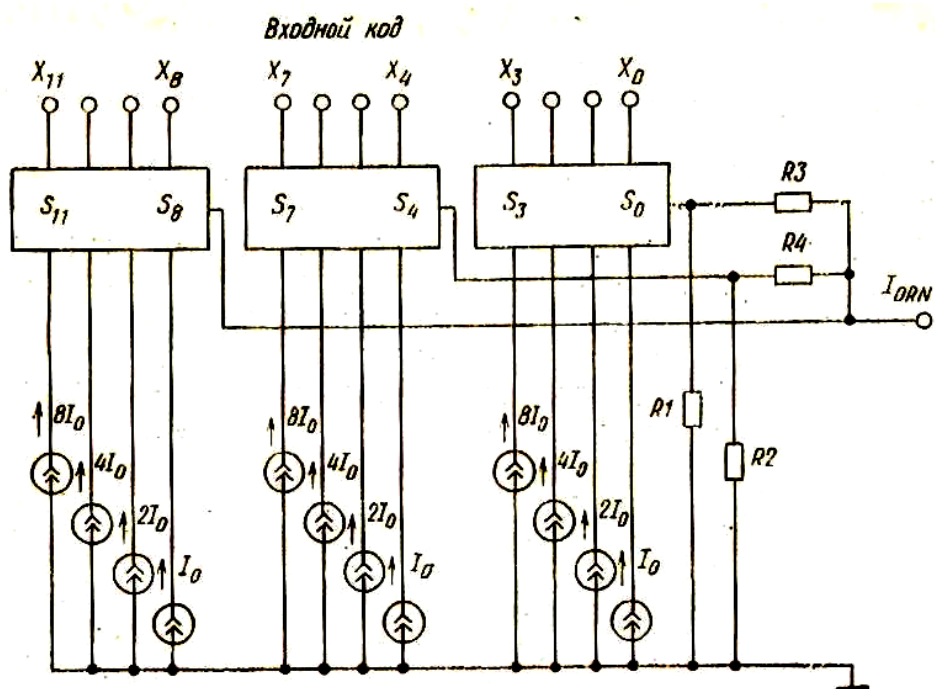 Входной код
X₁₁ X₈ X₇ X₄ X₃ X₀
S₁₁ S₈ S₇ S₄ S₃ S₀
R3
R4
I ORN
8I₀ 8I₀ 8I₀
R1
4I₀ 4I₀ 4I₀
R2
2I₀ 2I₀ 2I₀
I₀ I₀ I₀